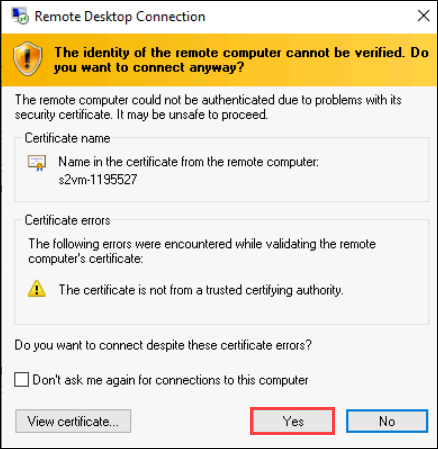 Remote Desktop Connection
The identity of the remote computer cannot be verified. Do
you want to connect anyway?
The remote computer could not be authenticated due to problems with its
security certificate. It may be unsafe to proceed.
Certificate name
Name in the certificate from the remote computer:
s2vm-1195527
Certificate errors
The following errors were encountered while validating the remote
computer's certificate:
The certificate is not from a trusted certifying authority.
Do you want to connect despite these certificate errors?
Don't ask me again for connections to this computer
View certificate... Yes No